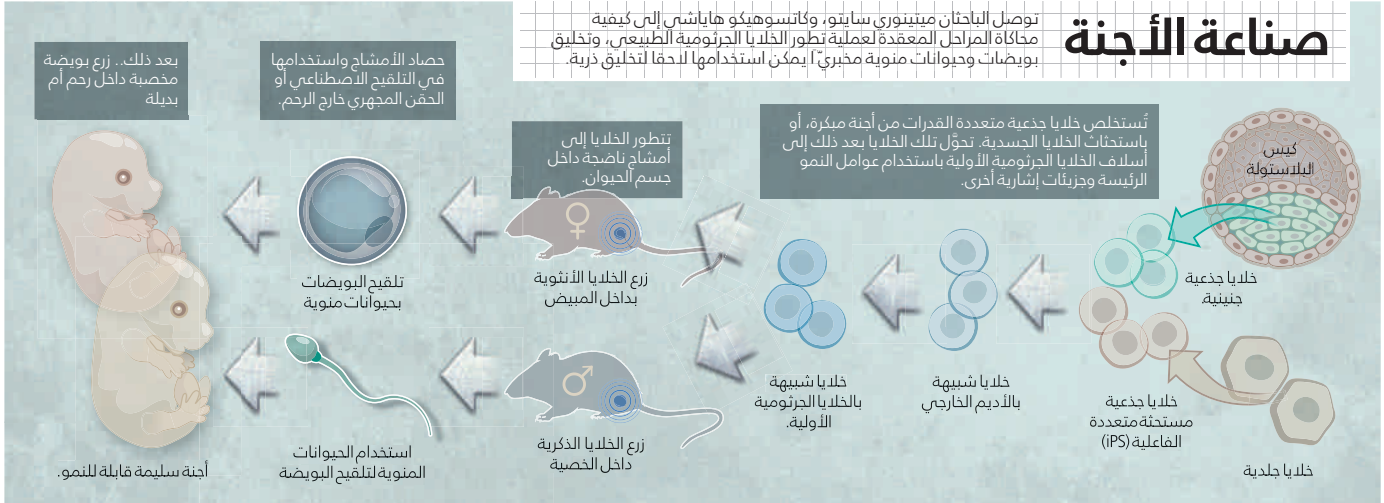 صناعة الأجنة
توصل الباحثان ميتينوري سايتو، وكاتسوهيكو هاياشي إلى كيفية
محاكاة المراحل المعقدة لعملية تطور الخلايا الجرثومية الطبيعي، وتخليق
بويضات وحيوانات منوية مخبريًّا يمكن استخدامها لاحقا لتخليق ذرية.
تُستخلص خلايا جذعية متعددة القدرات من أجنة مبكرة، أو
باستحثاث الخلايا الجسدية. تحوَّل تلك الخلايا بعد ذلك إلى
أسلاف الخلايا الجرثومية الأولية باستخدام عوامل النمو
الرئيسة وجزيئات إشارية أخرى.
تتطور الخلايا إلى
أمشاج ناضجة داخل
جسم الحيوان.
حصاد الأمشاج واستخدامها
في التلقيح الاصطناعي أو
الحقن المجهري خارج الرحم.
بعد ذلك.. زرع بويضة
مخصبة داخل رحم أم
بديلة
كيس
البلاستولة
خلايا جذعية
جنينية.
خلايا جذعية
مستحثة متعددة
الفاعلية (iPS)
خلايا جلدية
خلايا شبيهة
بالأديم الخارجي
خلايا شبيهة
بالخلايا الجرثومية
الأولية.
زرع الخلايا الأنثوية
بداخل المبيض
زرع الخلايا الذكرية
داخل الخصية
تلقيح البويضات
بحيوانات منوية
استخدام الحيوانات
المنوية لتلقيح البويضة
أجنة سليمة قابلة للنمو.